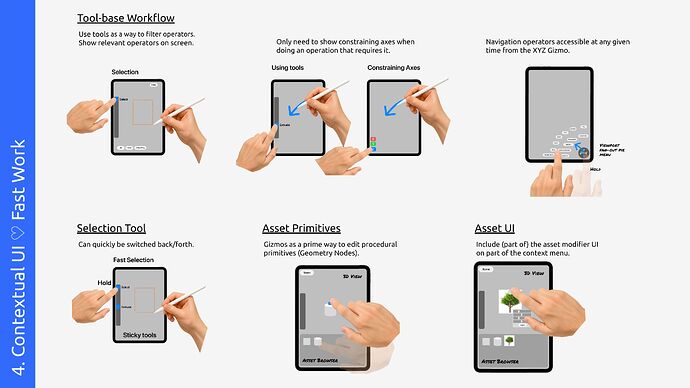 4. Contextual UI ♡ Fast Work
Tool-base Workflow
Use tools as a way to filter operators.
Show relevant operators on screen.
Selection
Select
Only need to show constraining axes when
doing an operation that requires it.
Using tools
Constraining Axes
Extrude
Navigation operators accessible at any given
time from the XYZ Gizmo.
VIEWPORT
FAN-OUT PIE
MENU
HOLD
Selection Tool
Can quickly be switched back/forth.
Fast Selection
Hold
Sticky tools
Asset Primitives
Gizmos as a prime way to edit procedural
primitives (Geometry Nodes).
3D VIEW
ASSET BROWSER
Asset UI
Include (part of) the asset modifier UI
on part of the context menu.
3D VIEW
ASSET BROWSER